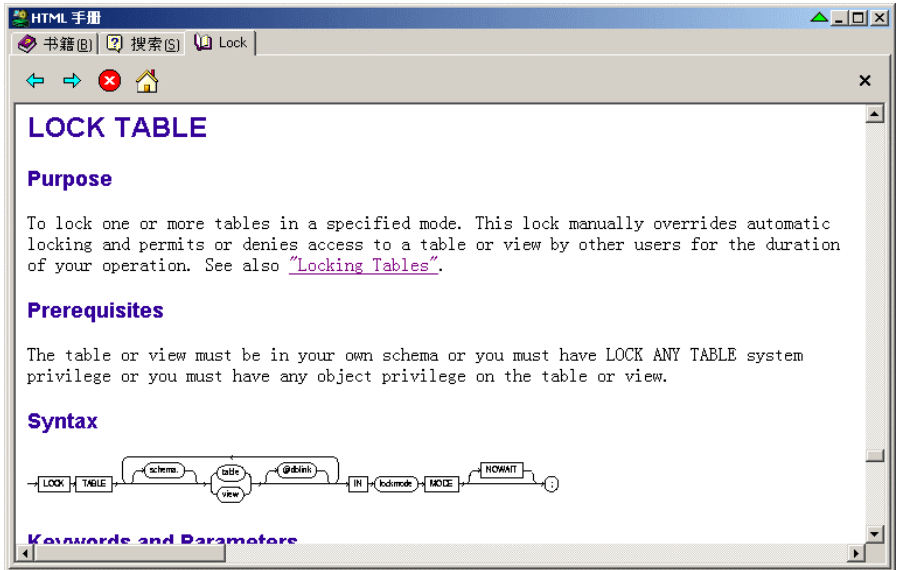 HTML 手册
书籍(B) 搜索(S) Lock
LOCK TABLE
Purpose
To lock one or more tables in a specified mode. This lock manually overrides automatic
locking and permits or denies access to a table or view by other users for the duration
of your operation. See also "Locking Tables".
Prerequisites
The table or view must be in your own schema or you must have LOCK ANY TABLE system
privilege or you must have any object privilege on the table or view.
Syntax
schema. table @dblink NOWAIT
LOCK TABLE IN lockmode MODE ;
view
Keywords and Parameters